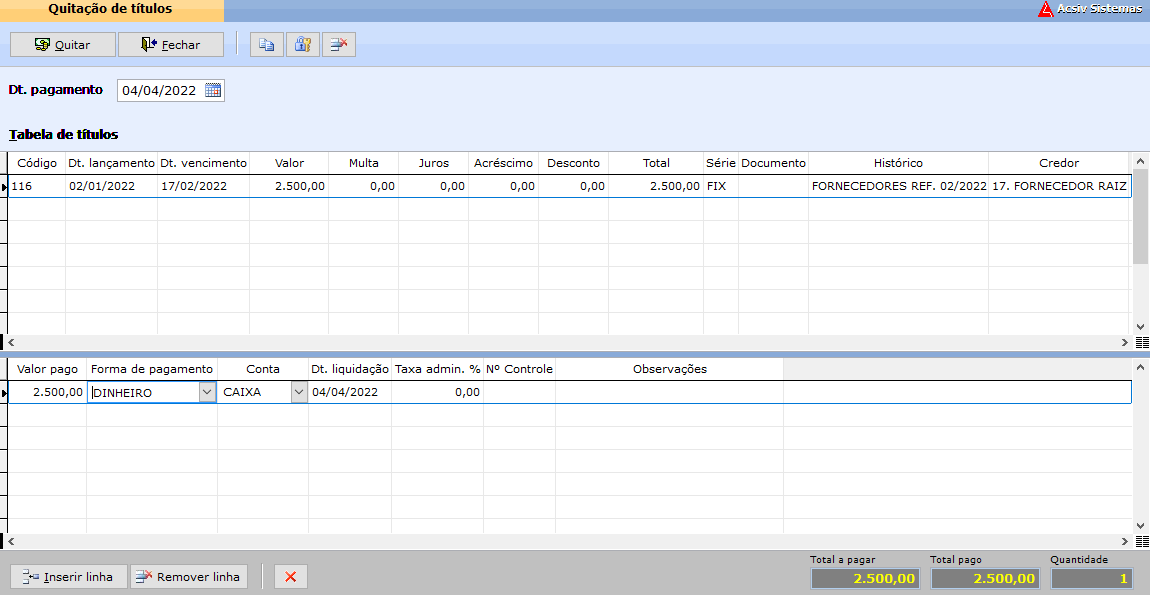 Quitação de títulos
Acsiv Sistemas
Quitar Fechar
Dt. pagamento 04/04/2022
Tabela de títulos
Código Dt. lançamento Dt. vencimento Valor Multa Juros Acréscimo Desconto Total Série Documento Histórico Credor
116 02/01/2022 17/02/2022 2.500,00 0,00 0,00 0,00 0,00 2.500,00 FIX FORNECEDORES REF. 02/2022 17. FORNECEDOR RAIZ
Valor pago Forma de pagamento Conta Dt. liquidação Taxa admin. % Nº Controle Observações
2.500,00 DINHEIRO CAIXA 04/04/2022 0,00
Inserir linha Remover linha
Total a pagar Total pago Quantidade
2.500,00 2.500,00 1